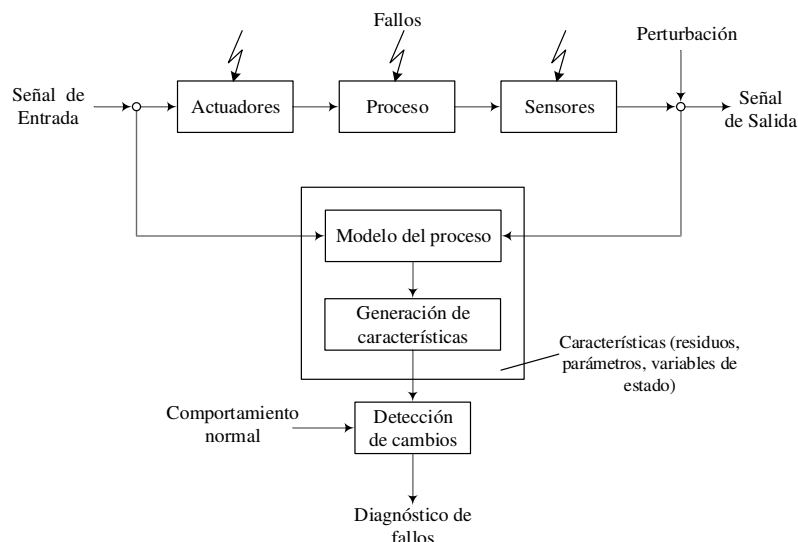 Fallos
Perturbación
Señal de
Entrada
Actuadores
Proceso
Sensores
Señal
de Salida
Modelo del proceso
Generación de
características
Características (residuos,
parámetros, variables de
estado)
Comportamiento
normal
Detección
de cambios
Diagnóstico de
fallos